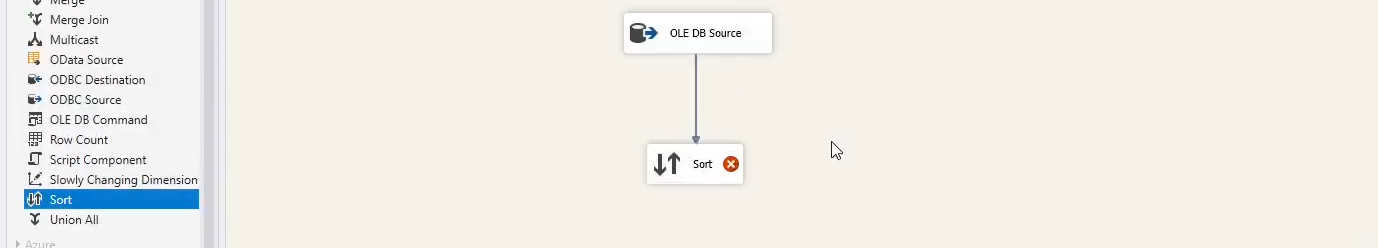 Merge
Merge Join
Multicast
OData Source
ODBC Destination
ODBC Source
OLE DB Command
Row Count
Script Component
Slowly Changing Dimension
Sort
Union All
Azure
OLE DB Source
Sort